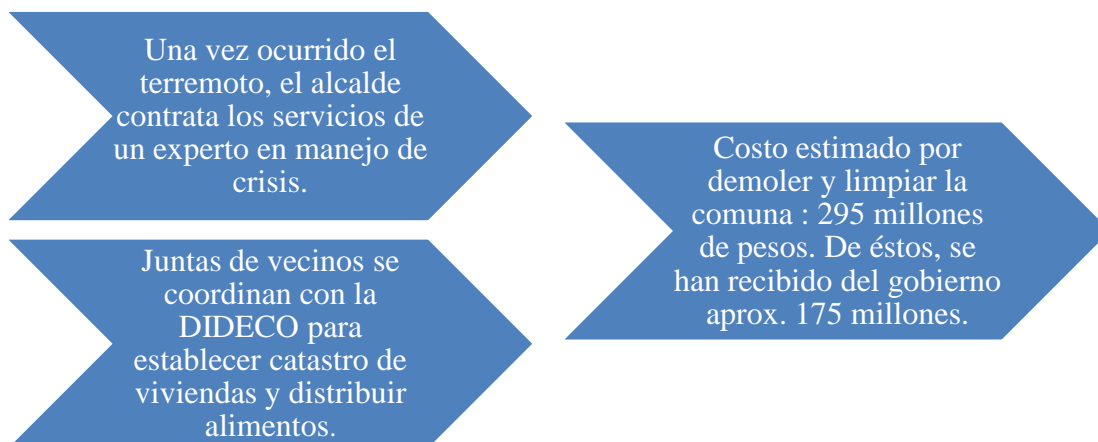 Una vez ocurrido el
terremoto, el alcalde
contrata los servicios de
un experto en manejo de
crisis.
Juntas de vecinos se
coordinan con la
DIDECO para
establecer catastro de
viviendas y distribuir
alimentos.
Costo estimado por
demoler y limpiar la
comuna : 295 millones
de pesos. De éstos, se
han recibido del gobierno
aprox. 175 millones.